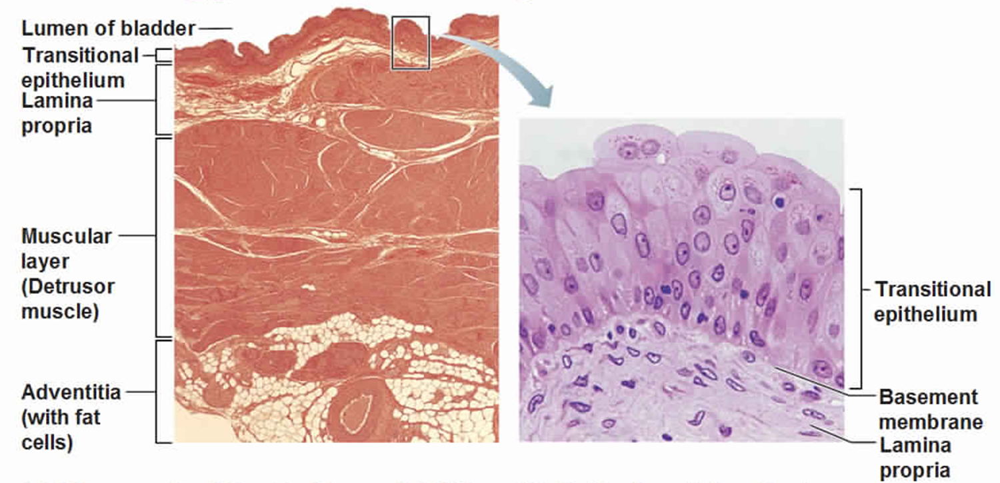 Lumen of bladder
Transitional
epithelium
Lamina
propria
Muscular
layer
(Detrusor
muscle)
Adventitia
(with fat
cells)
Transitional
epithelium
Basement
membrane
Lamina
propria